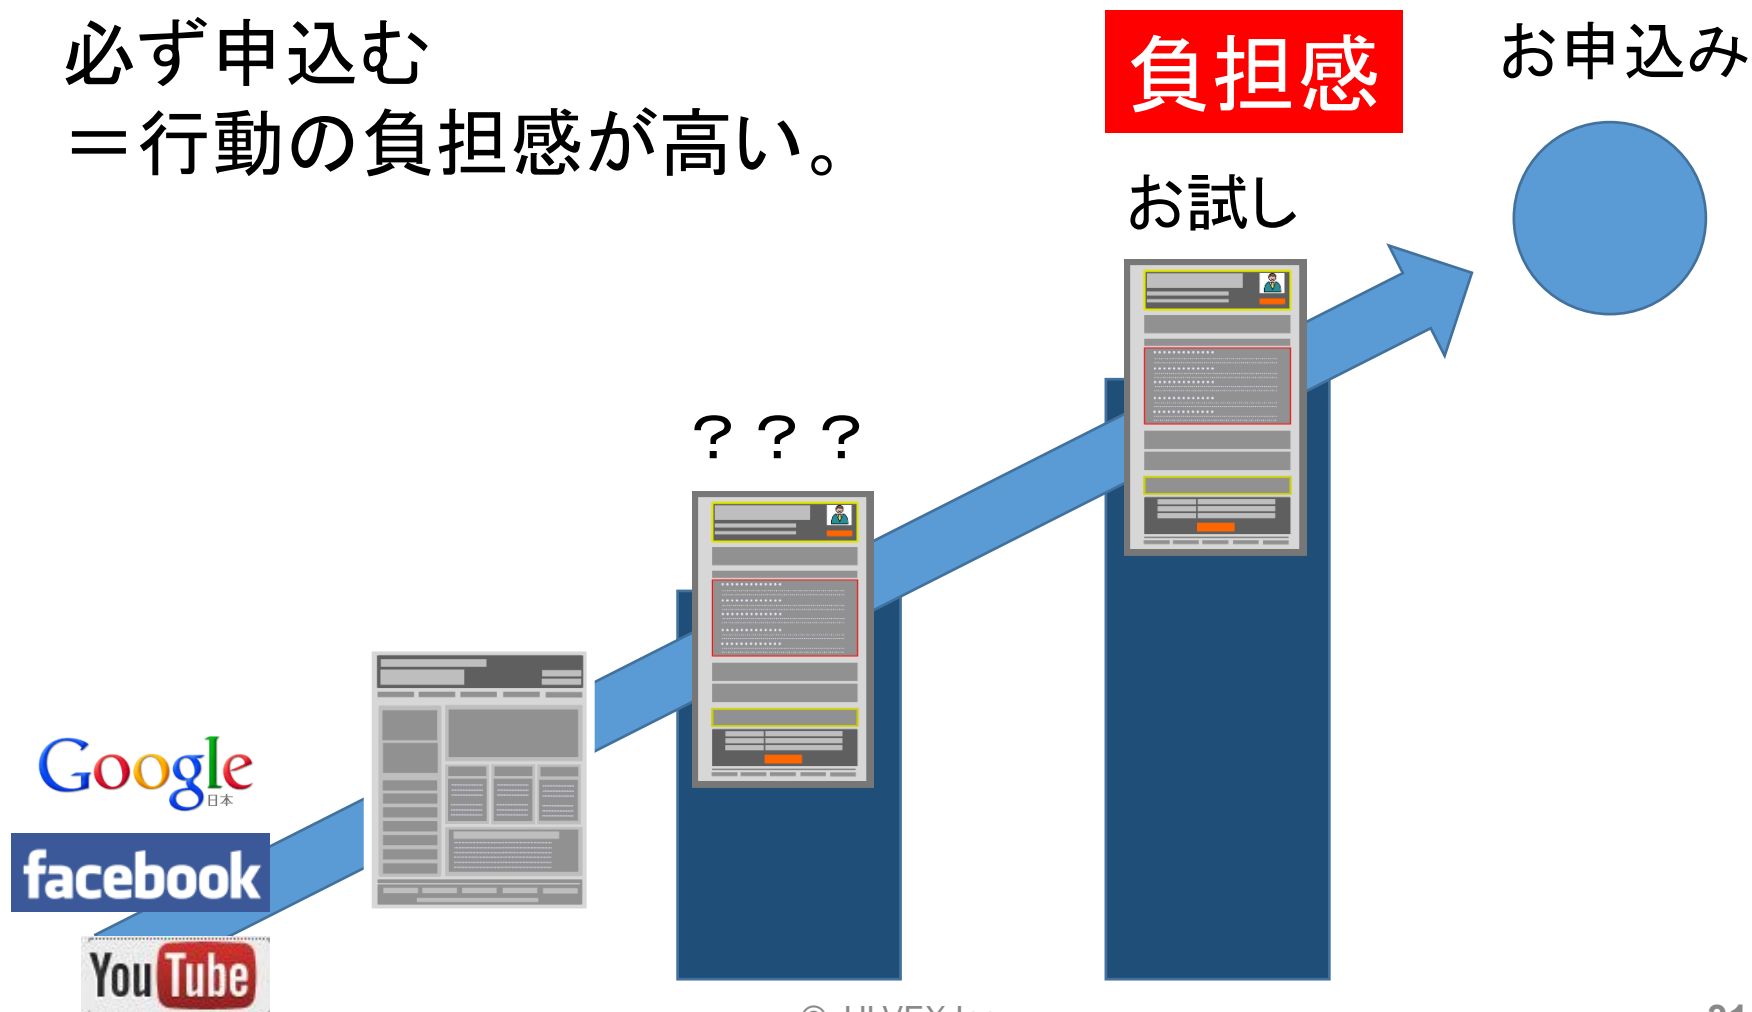 必ず申込む
＝行動の負担感が高い。
負担感
お申込み
お試し
？？？
Google
日本
facebook
YouTube